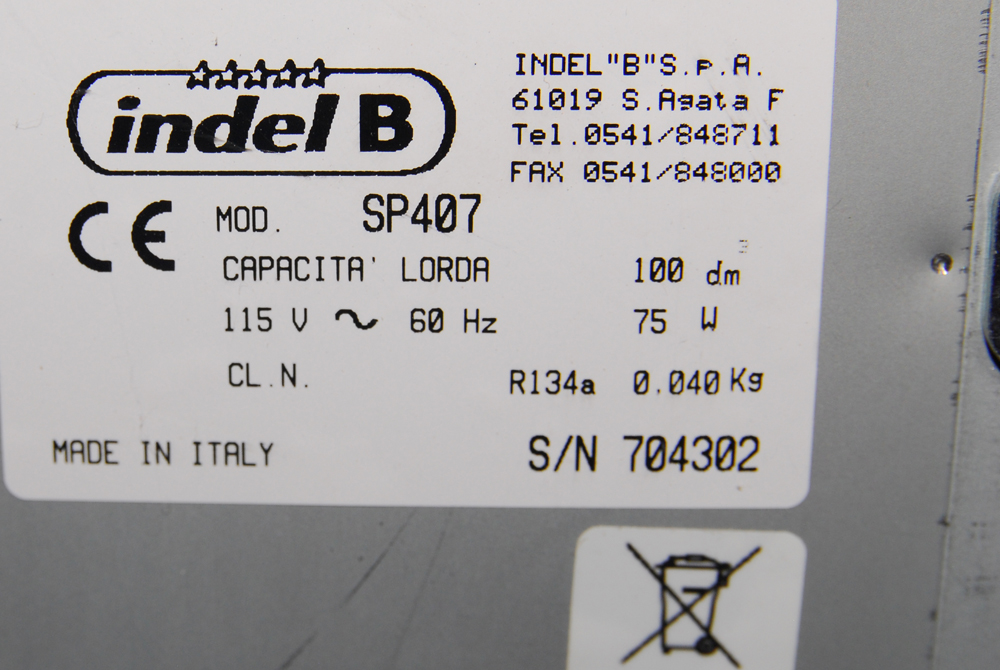 indel B
INDEL"B"S.P.A.
61019 S.Agata F
Tel.0541/848711
FAX 0541/848000
CE
MOD. SP407
CAPACITA' LORDA 100 dm³
115 V ~ 60 Hz 75 W
CL.N. R134a 0.040 Kg
MADE IN ITALY S/N 704302